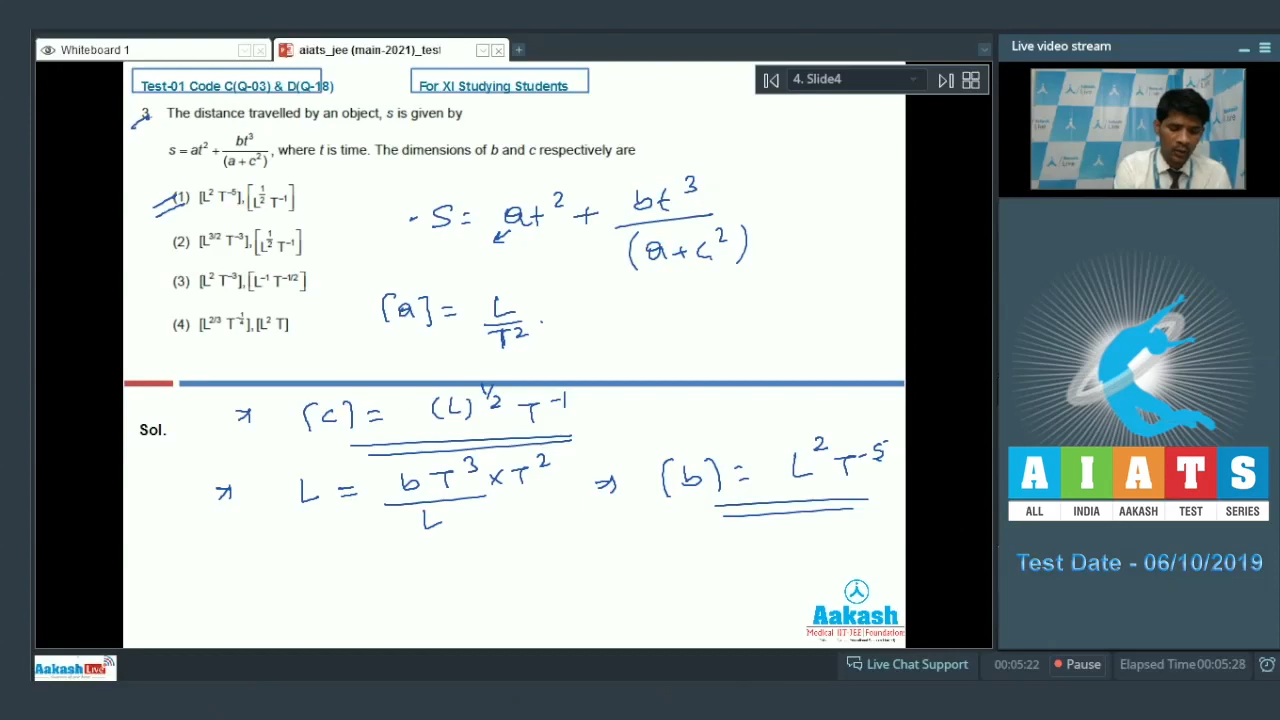 Whiteboard 1
aiats_jee (main-2021)_test
Live video stream
Test-01 Code C(Q-03) & D(Q-18)
For XI Studying Students
4. Slide4
3. The distance travelled by an object, s is given by
s = at² + bt³/(a + c²), where t is time. The dimensions of b and c respectively are
(1) [L² T⁻⁵], [L^(1/2) T⁻¹]
(2) [L^(3/2) T⁻³], [L^(1/2) T⁻¹]
(3) [L² T⁻³], [L⁻¹ T^(-1/2)]
(4) [L^(2/3) T^(-1/2)], [L² T]
S = at² + bt³/(a+c²)
[a] = L/T²
Sol.
⇒ [c] = (L)^(1/2) T⁻¹
⇒ L = bT³ × T²/L ⇒ [b] = L² T⁻⁵
AIATS
ALL INDIA AAKASH TEST SERIES
Test Date - 06/10/2019
Aakash
Medical|IIT-JEE|Foundations
Aakash Live
Live Chat Support
00:05:22
Pause
Elapsed Time 00:05:28